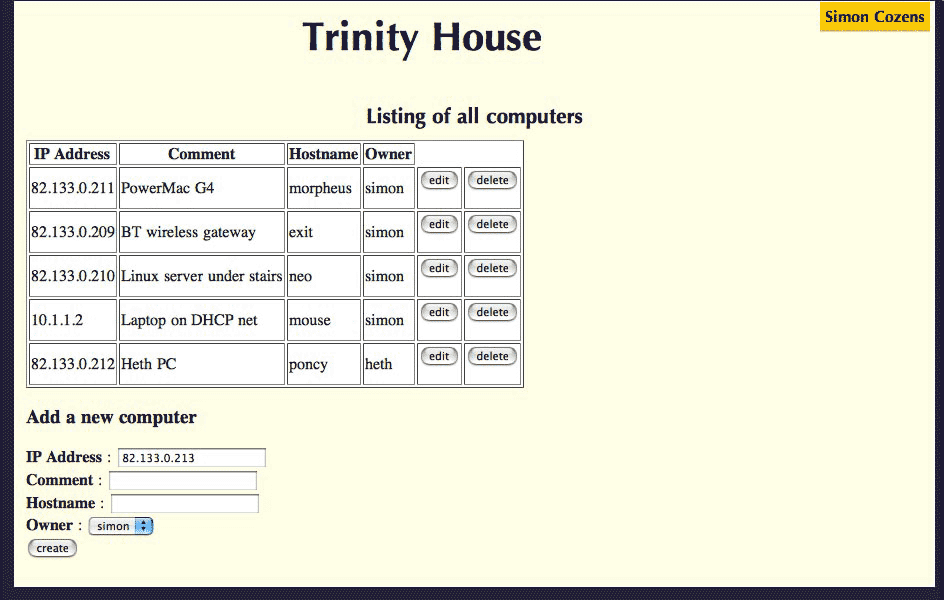 Simon Cozens
Trinity House
Listing of all computers
IP Address Comment Hostname Owner
82.133.0.211 PowerMac G4 morpheus simon edit delete
82.133.0.209 BT wireless gateway exit simon edit delete
82.133.0.210 Linux server under stairs neo simon edit delete
10.1.1.2 Laptop on DHCP net mouse simon edit delete
82.133.0.212 Heth PC poncy heth edit delete
Add a new computer
IP Address : 82.133.0.213
Comment :
Hostname :
Owner : simon
create